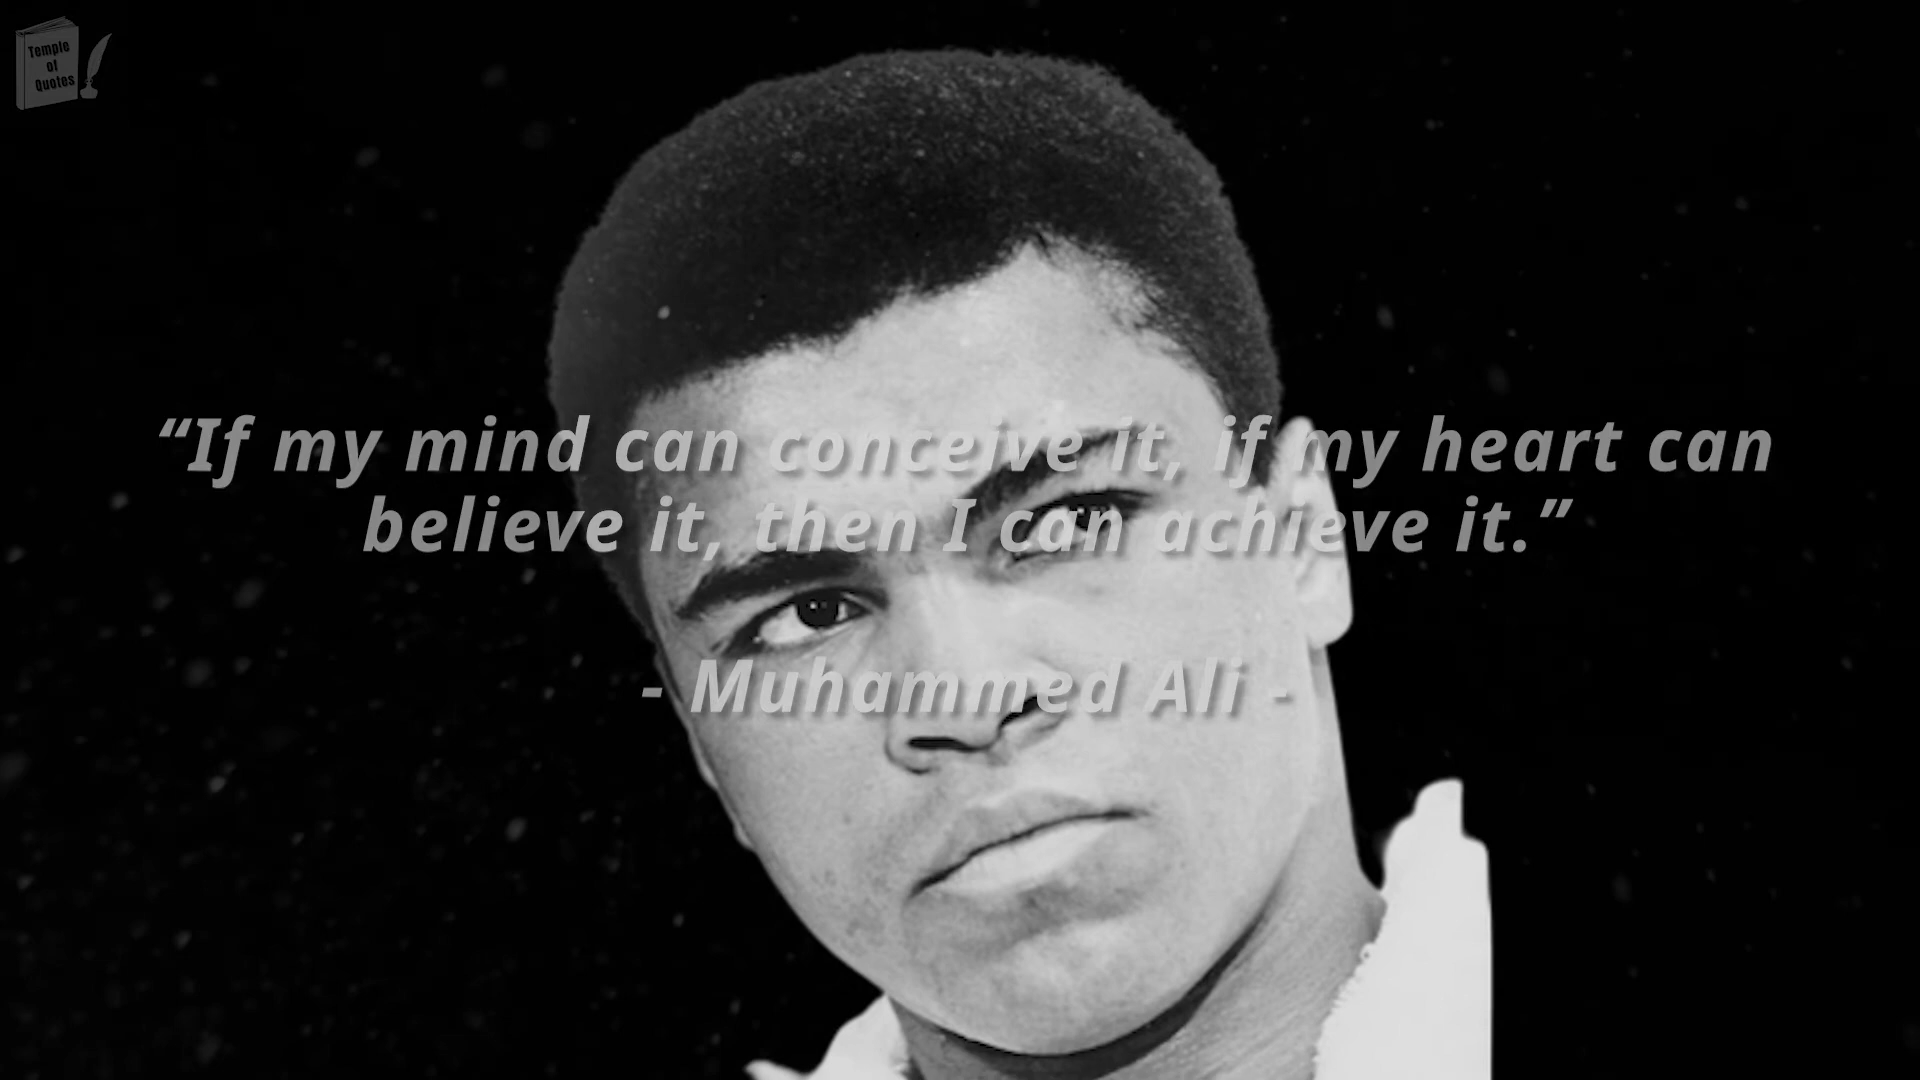 Temple
of
Quotes
“If my mind can conceive it, if my heart can
believe it, then I can achieve it.”
- Muhammed Ali -